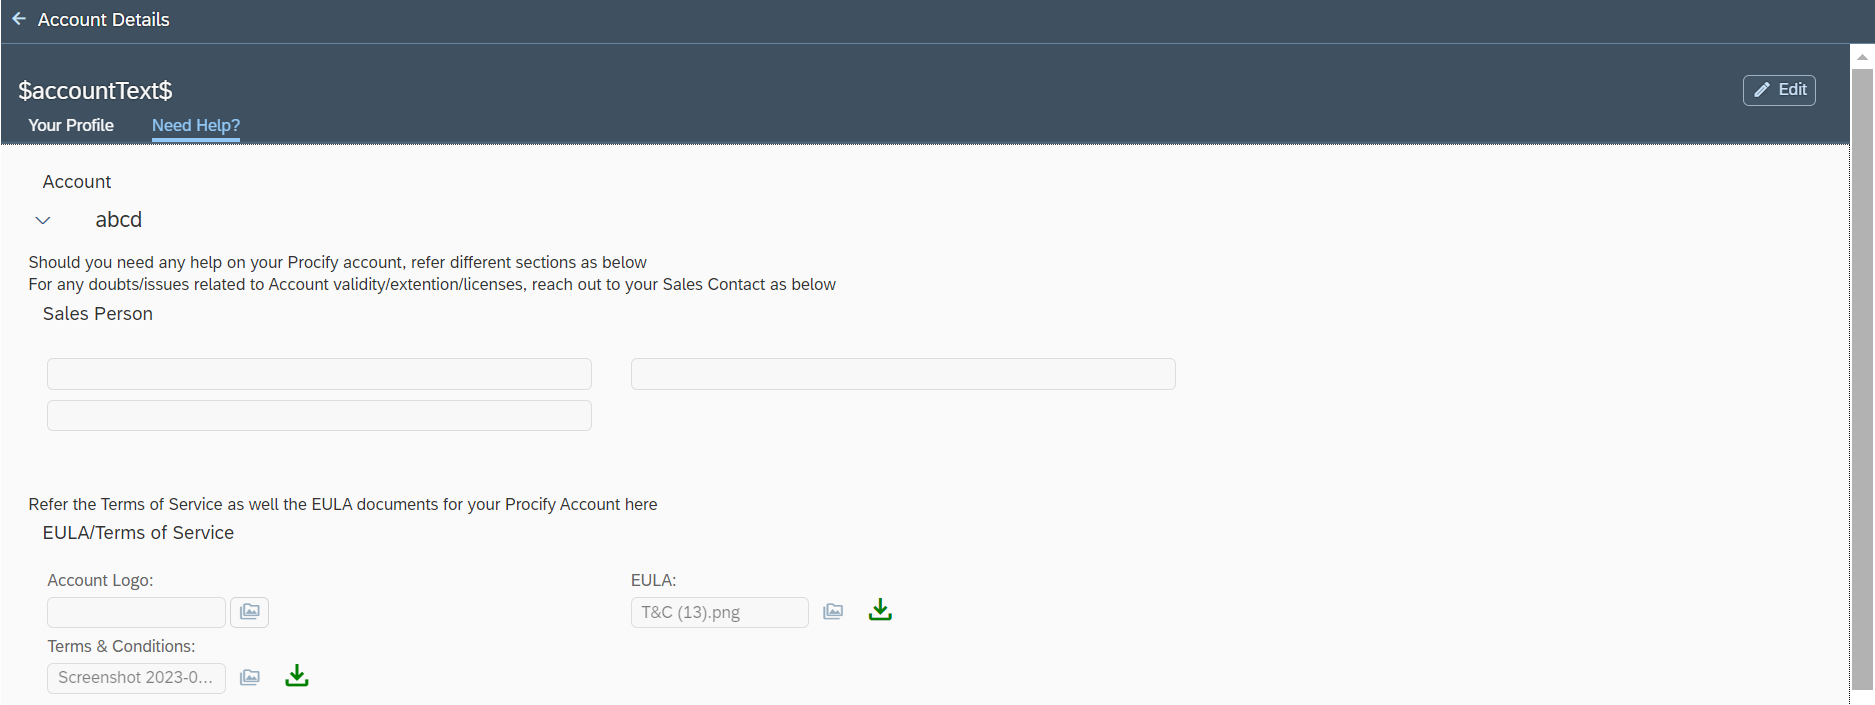 Account Details
$accountText$
Edit
Your Profile
Need Help?
Account
abcd
Should you need any help on your Procify account, refer different sections as below
For any doubts/issues related to Account validity/extention/licenses, reach out to your Sales Contact as below
Sales Person
Refer the Terms of Service as well the EULA documents for your Procify Account here
EULA/Terms of Service
Account Logo:
EULA:
T&C (13).png
Terms & Conditions:
Screenshot 2023-0...